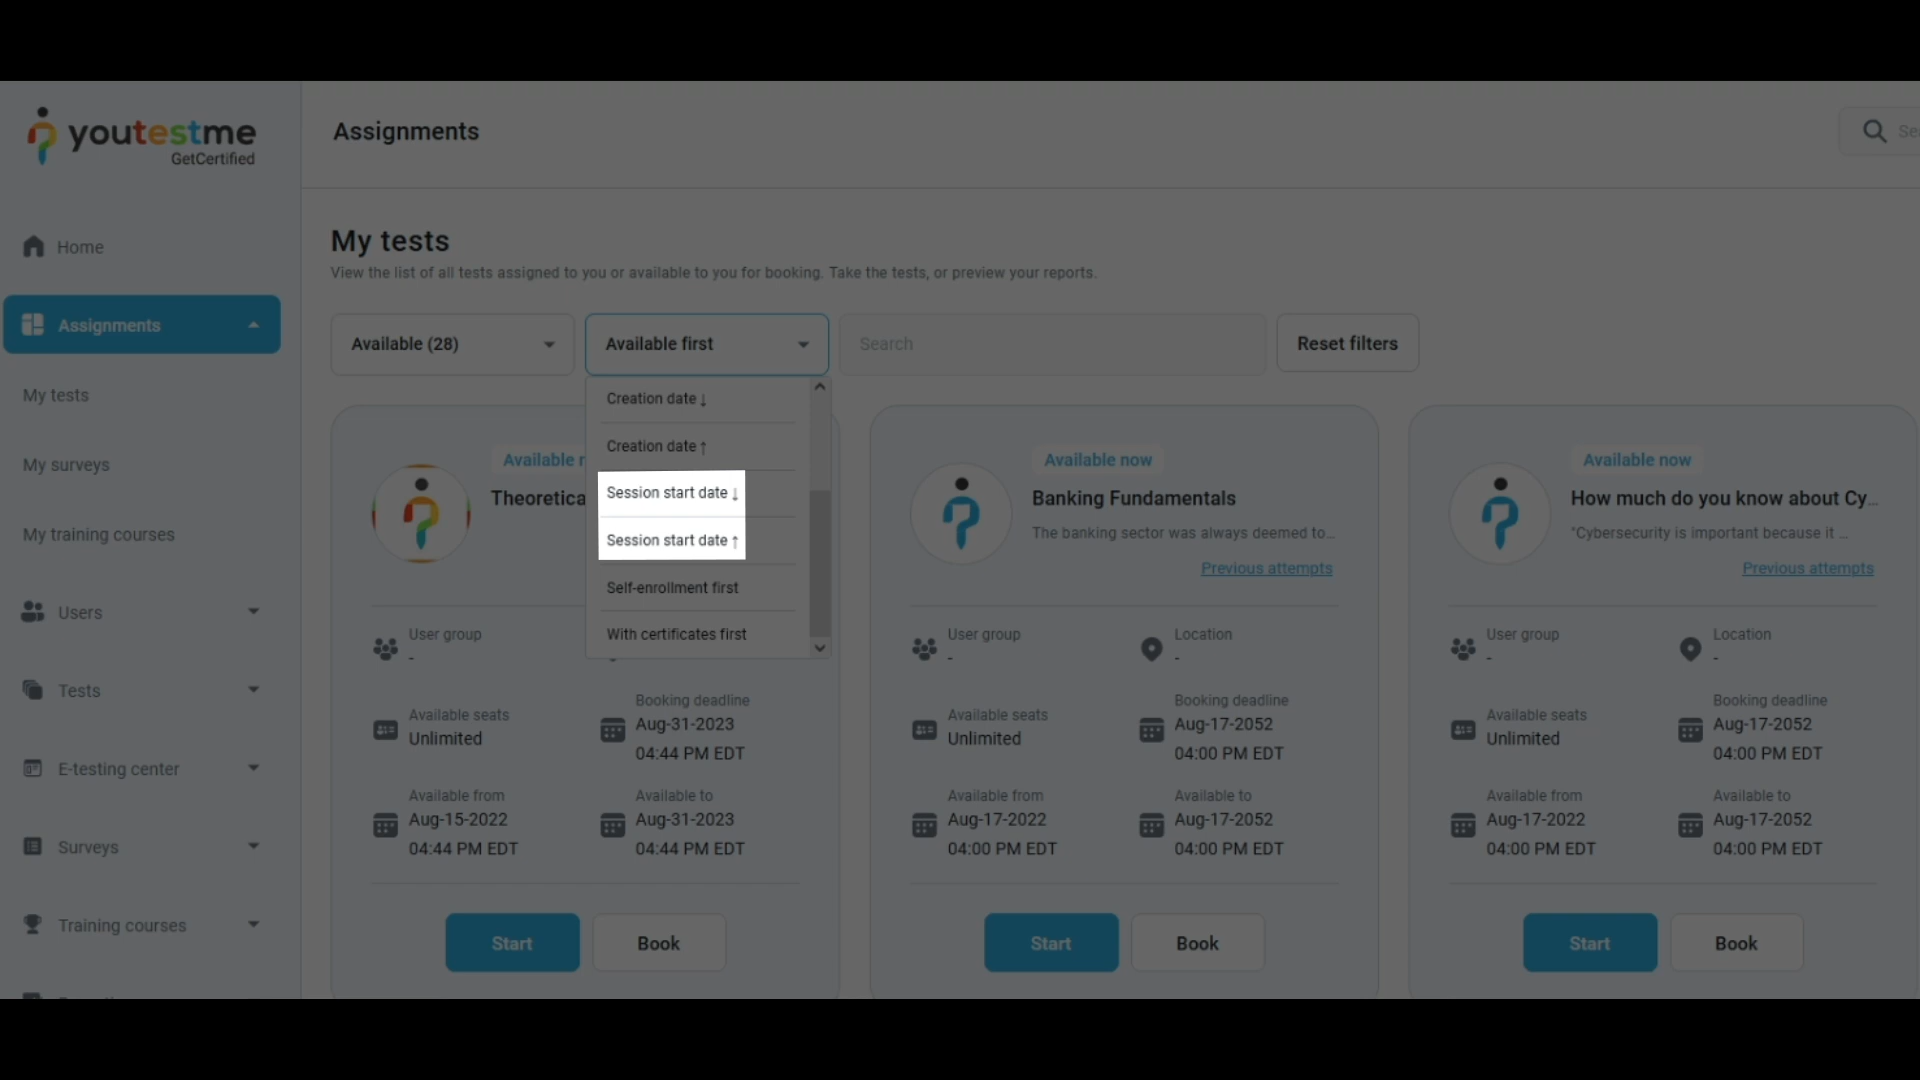 youtestme
GetCertified
Assignments
Home
Assignments
My tests
My surveys
My training courses
Users
Tests
E-testing center
Surveys
Training courses
My tests
View the list of all tests assigned to you or available to you for booking. Take the tests, or preview your reports.
Available (28)
Available first
Search
Reset filters
Creation date ↓
Creation date ↑
Session start date ↓
Session start date ↑
Self-enrollment first
With certificates first
Available
Theoretica
User group
-
Available seats
Unlimited
Booking deadline
Aug-31-2023
04:44 PM EDT
Available from
Aug-15-2022
04:44 PM EDT
Available to
Aug-31-2023
04:44 PM EDT
Start
Book
Available now
Banking Fundamentals
The banking sector was always deemed to...
Previous attempts
User group
-
Location
-
Available seats
Unlimited
Booking deadline
Aug-17-2052
04:00 PM EDT
Available from
Aug-17-2022
04:00 PM EDT
Available to
Aug-17-2052
04:00 PM EDT
Start
Book
Available now
How much do you know about Cy...
"Cybersecurity is important because it ...
Previous attempts
User group
-
Location
-
Available seats
Unlimited
Booking deadline
Aug-17-2052
04:00 PM EDT
Available from
Aug-17-2022
04:00 PM EDT
Available to
Aug-17-2052
04:00 PM EDT
Start
Book